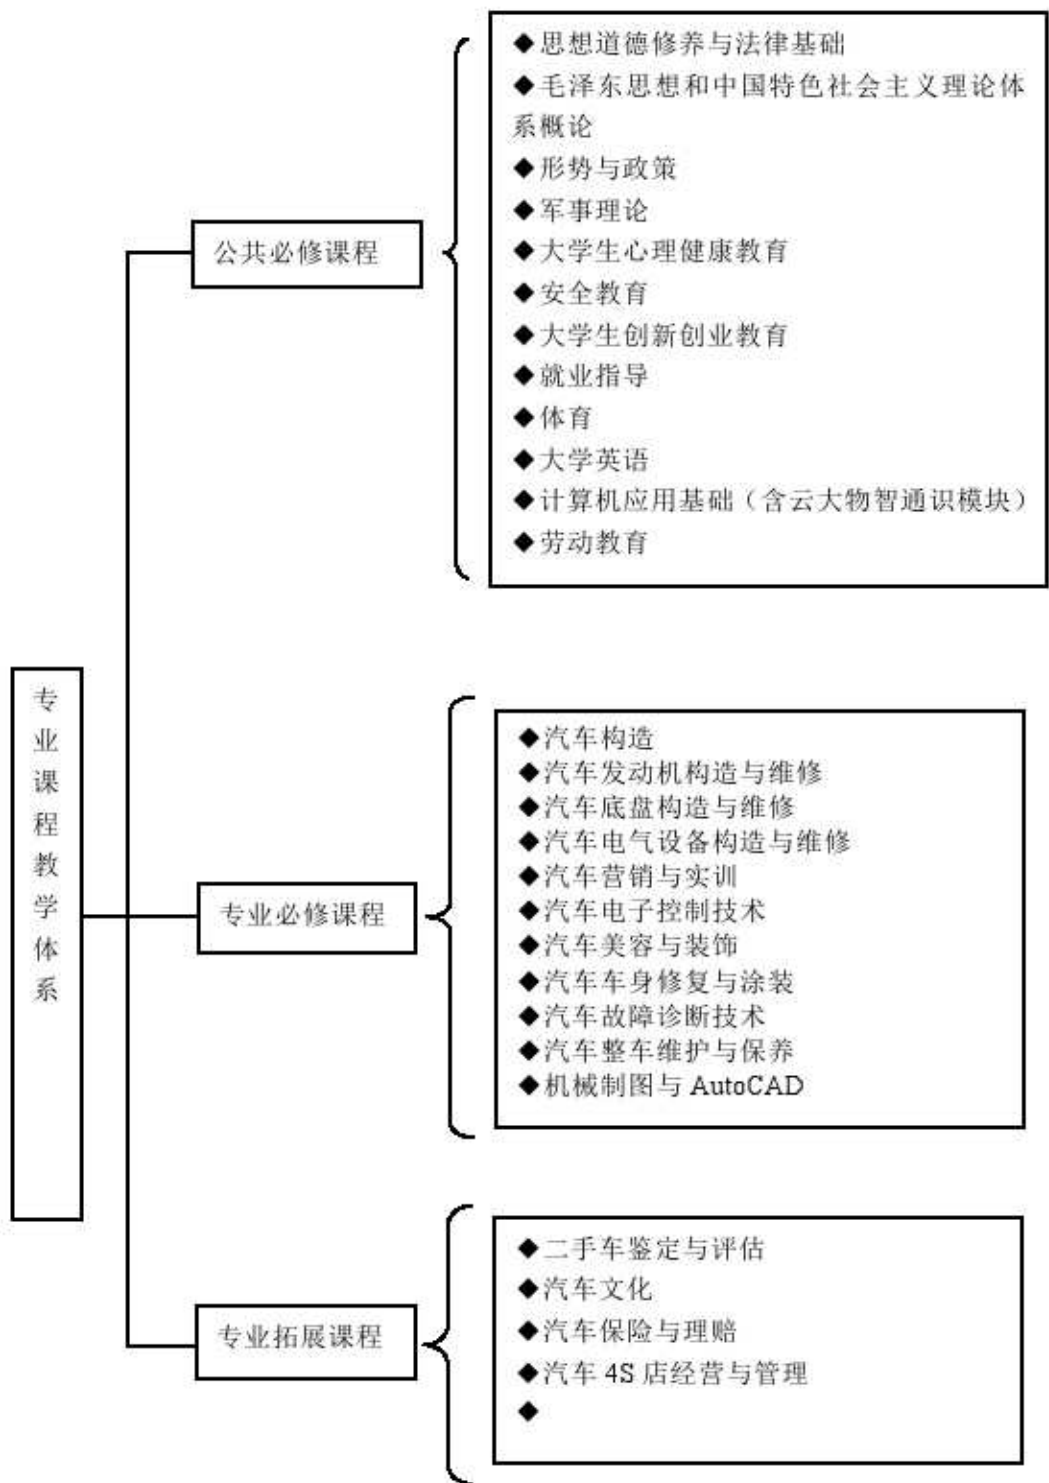 专业课程教学体系
公共必修课程
◆思想道德修养与法律基础
◆毛泽东思想和中国特色社会主义理论体
系概论
◆形势与政策
◆军事理论
◆大学生心理健康教育
◆安全教育
◆大学生创新创业教育
◆就业指导
◆体育
◆大学英语
◆计算机应用基础（含云大物智通识模块）
◆劳动教育
专业必修课程
◆汽车构造
◆汽车发动机构造与维修
◆汽车底盘构造与维修
◆汽车电气设备构造与维修
◆汽车营销与实训
◆汽车电子控制技术
◆汽车美容与装饰
◆汽车车身修复与涂装
◆汽车故障诊断技术
◆汽车整车维护与保养
◆机械制图与 AutoCAD
专业拓展课程
◆二手车鉴定与评估
◆汽车文化
◆汽车保险与理赔
◆汽车 4S 店经营与管理
◆